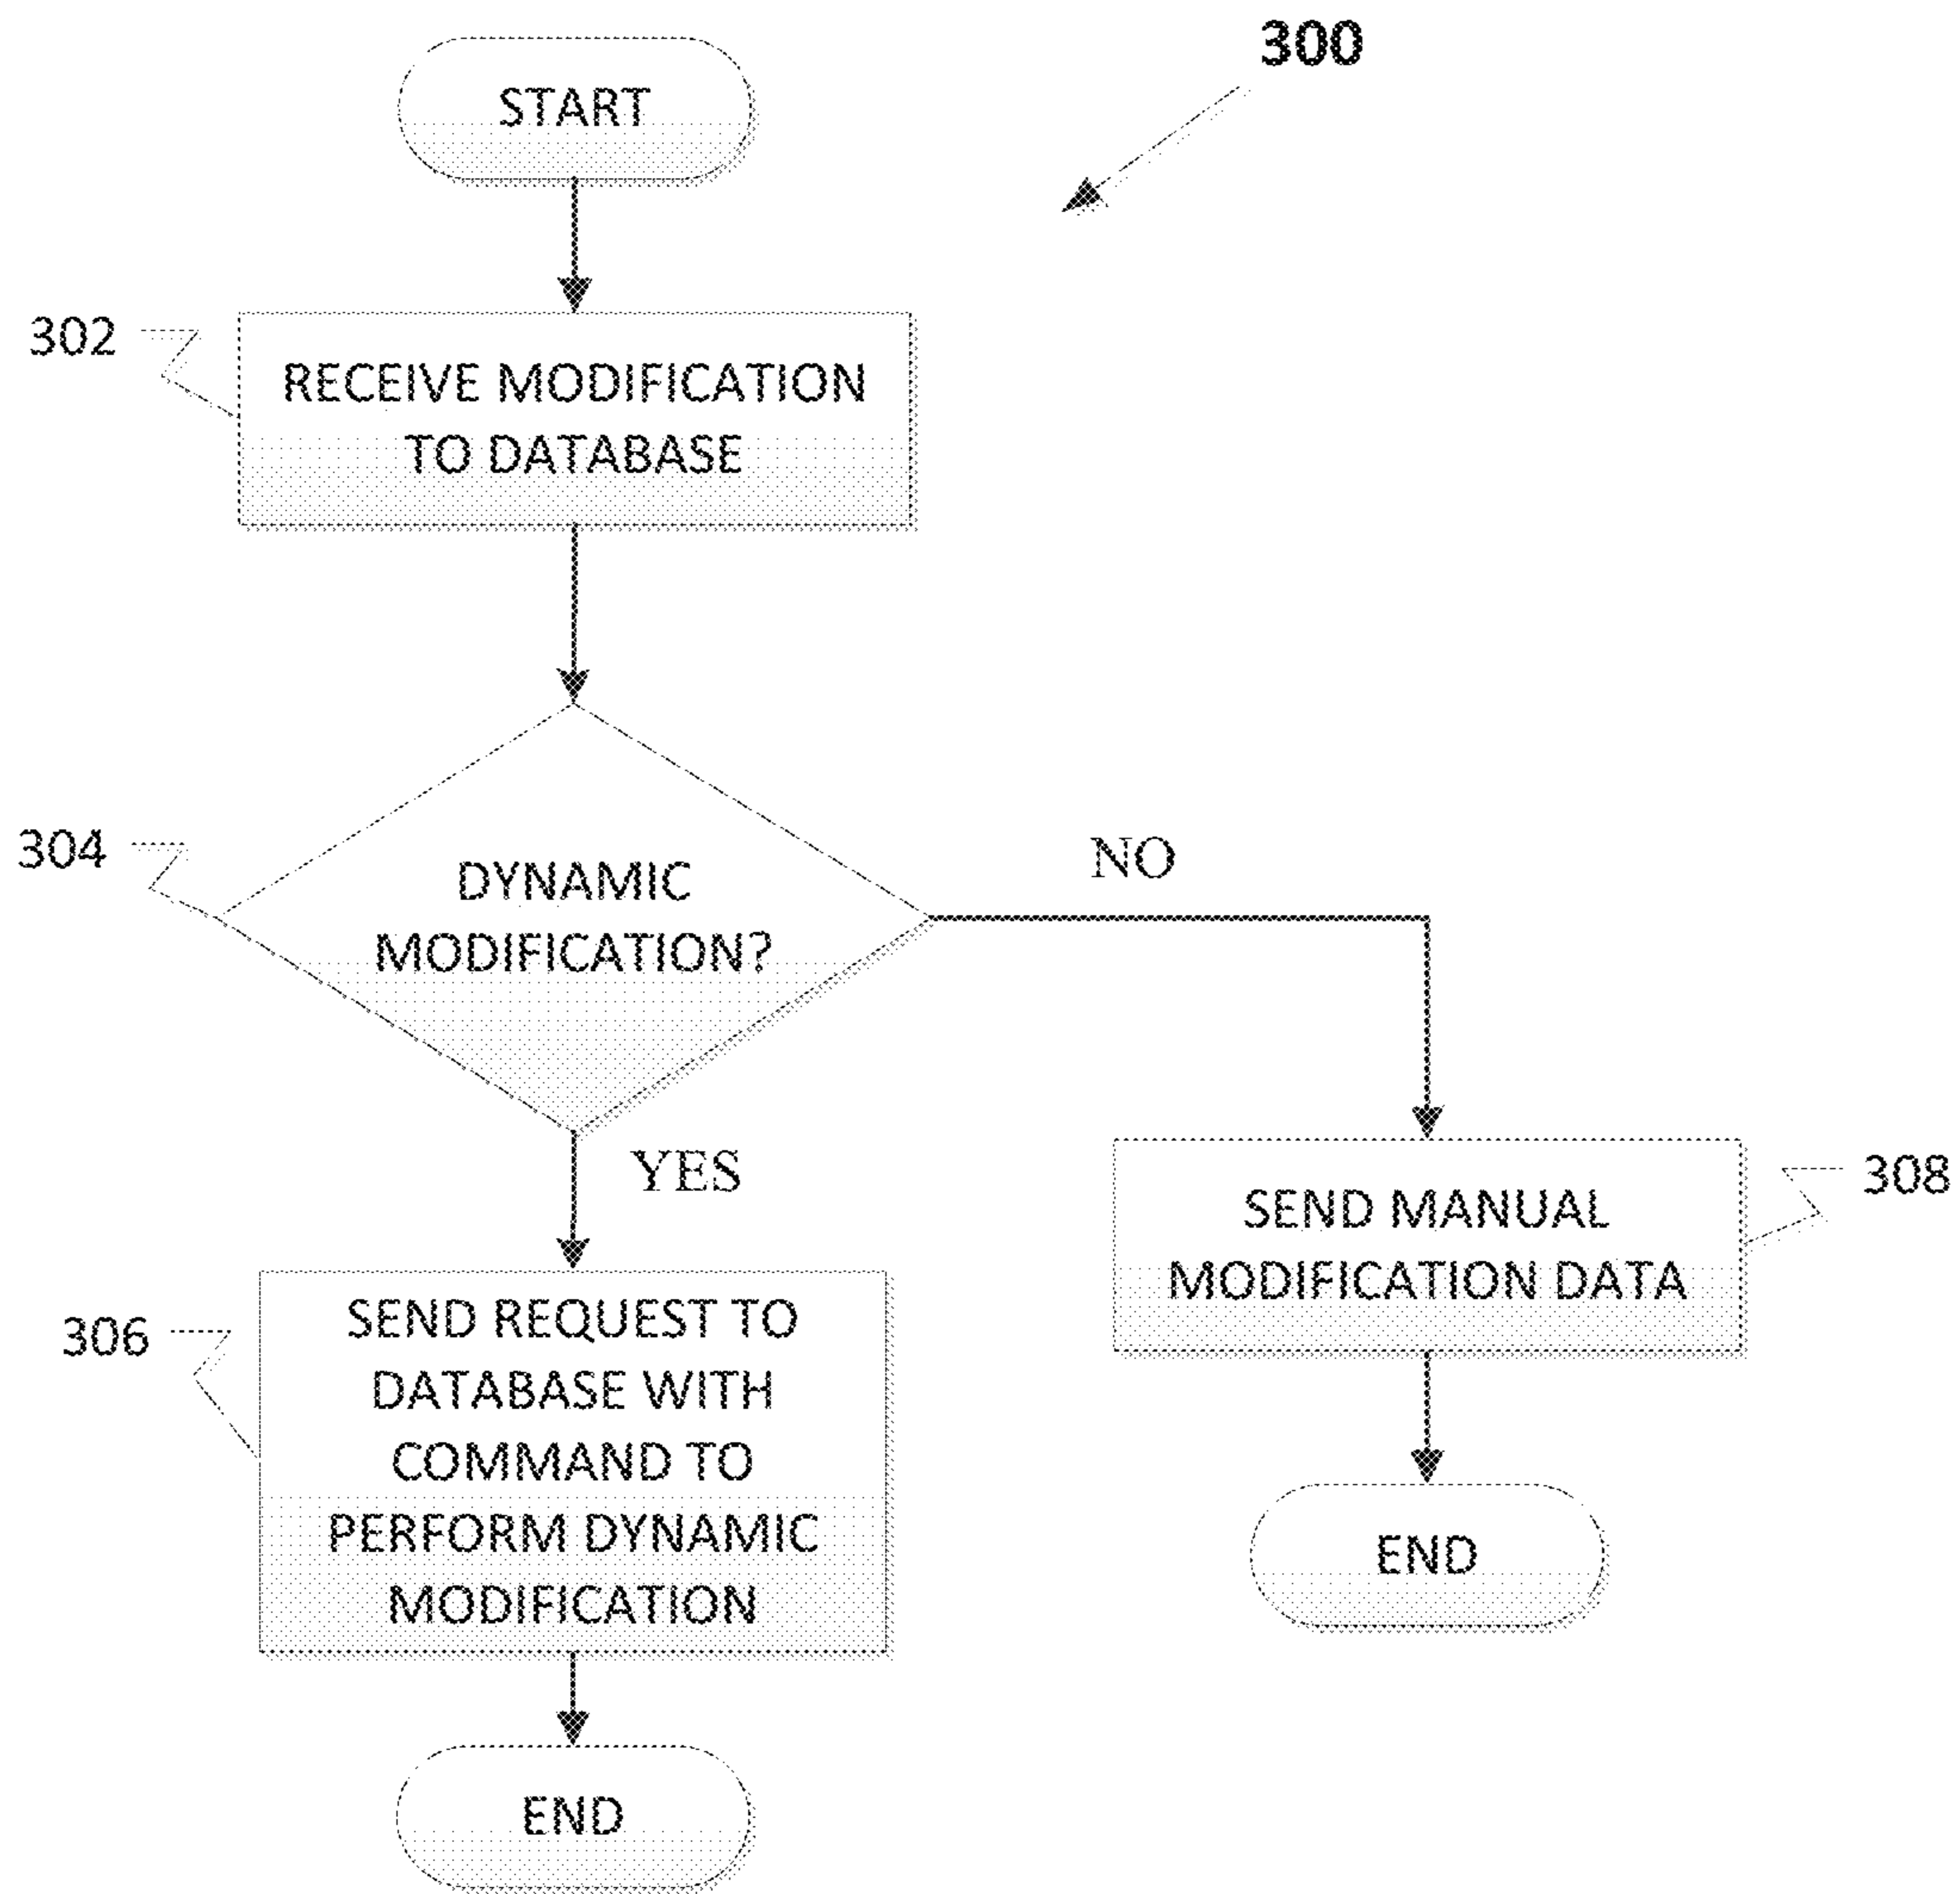 300
START
302
RECEIVE MODIFICATION
TO DATABASE
304
DYNAMIC
MODIFICATION?
NO
YES
306
SEND REQUEST TO
DATABASE WITH
COMMAND TO
PERFORM DYNAMIC
MODIFICATION
END
SEND MANUAL
MODIFICATION DATA
308
END